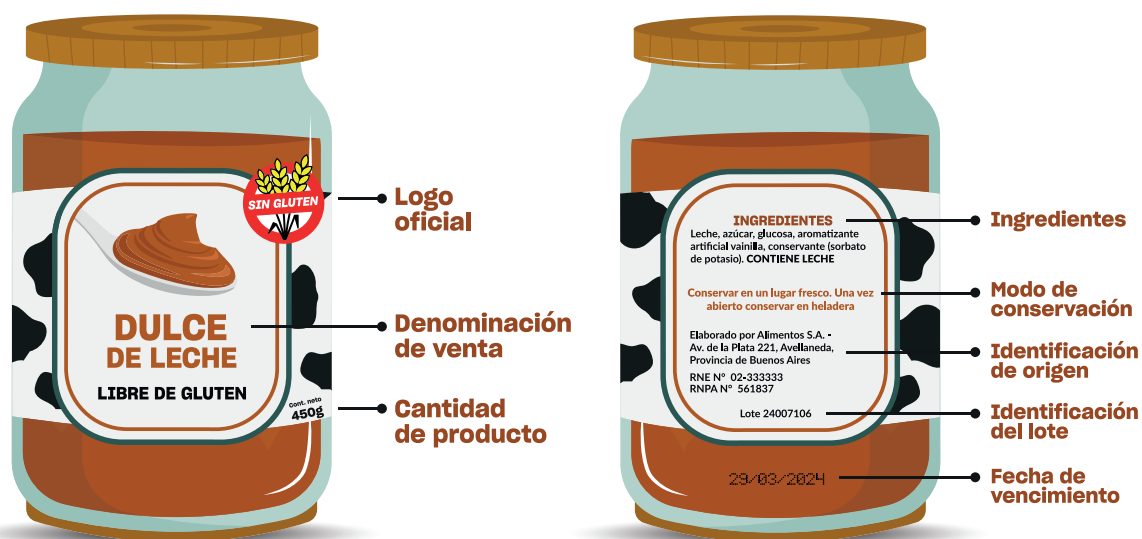 SIN GLUTEN
Logo
oficial
DULCE
DE LECHE
Denominación
de venta
LIBRE DE GLUTEN
Cont. neto
450g
Cantidad
de producto
INGREDIENTES
Leche, azúcar, glucosa, aromatizante
artificial vainilla, conservante (sorbato
de potasio). CONTIENE LECHE
Ingredientes
Conservar en un lugar fresco. Una vez
abierto conservar en heladera
Modo de
conservación
Elaborado por Alimentos S.A. -
Av. de la Plata 221, Avellaneda,
Provincia de Buenos Aires
RNE N° 02-333333
RNPA N° 561837
Identificación
de origen
Lote 24007106
Identificación
del lote
29/03/2024
Fecha de
vencimiento